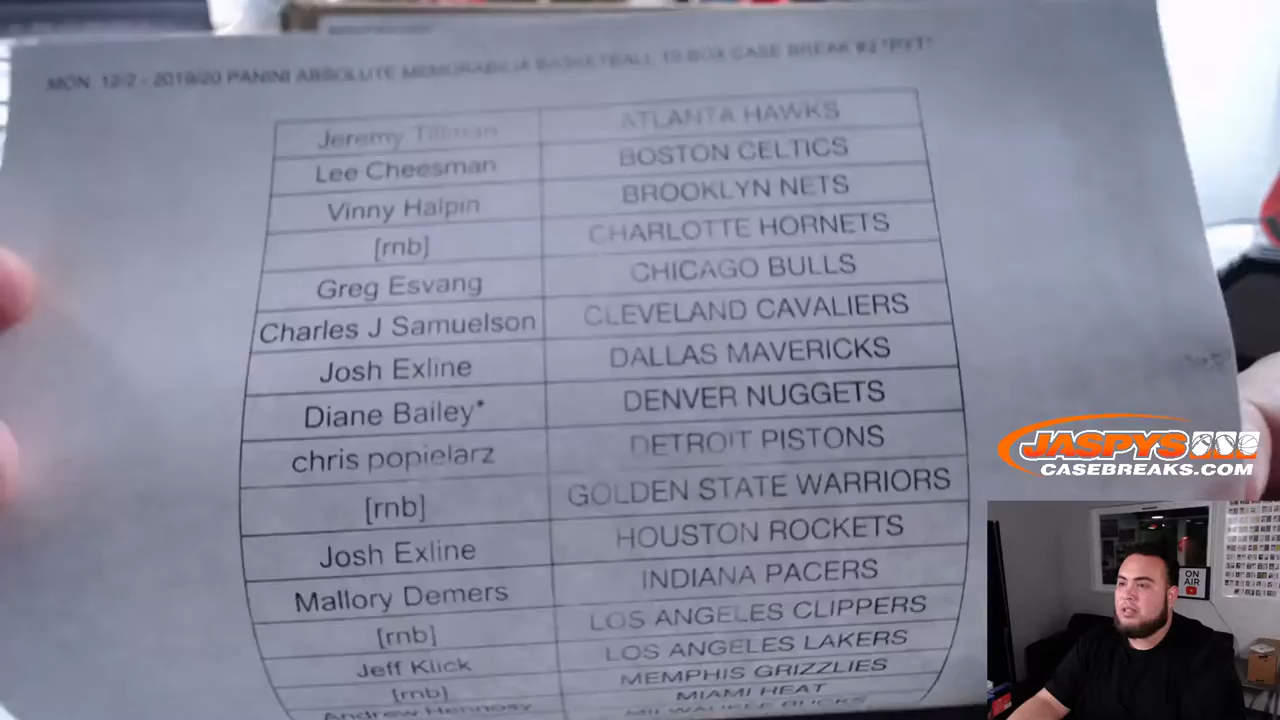 MON. 12/2 - 2019/20 PANINI ABSOLUTE MEMORABILIA BASKETBALL 10 BOX CASE BREAK #2 *PYT*
Jeremy Tillman ATLANTA HAWKS
Lee Cheesman BOSTON CELTICS
Vinny Halpin BROOKLYN NETS
[rnb] CHARLOTTE HORNETS
Greg Esvang CHICAGO BULLS
Charles J Samuelson CLEVELAND CAVALIERS
Josh Exline DALLAS MAVERICKS
Diane Bailey* DENVER NUGGETS
chris popielarz DETROIT PISTONS
[rnb] GOLDEN STATE WARRIORS
Josh Exline HOUSTON ROCKETS
Mallory Demers INDIANA PACERS
[rnb] LOS ANGELES CLIPPERS
Jeff Klick LOS ANGELES LAKERS
[rnb] MEMPHIS GRIZZLIES
Andrew Hennosy MIAMI HEAT
MILWAUKEE BUCKS
JASPYS
CASEBREAKS.COM
ON
AIR